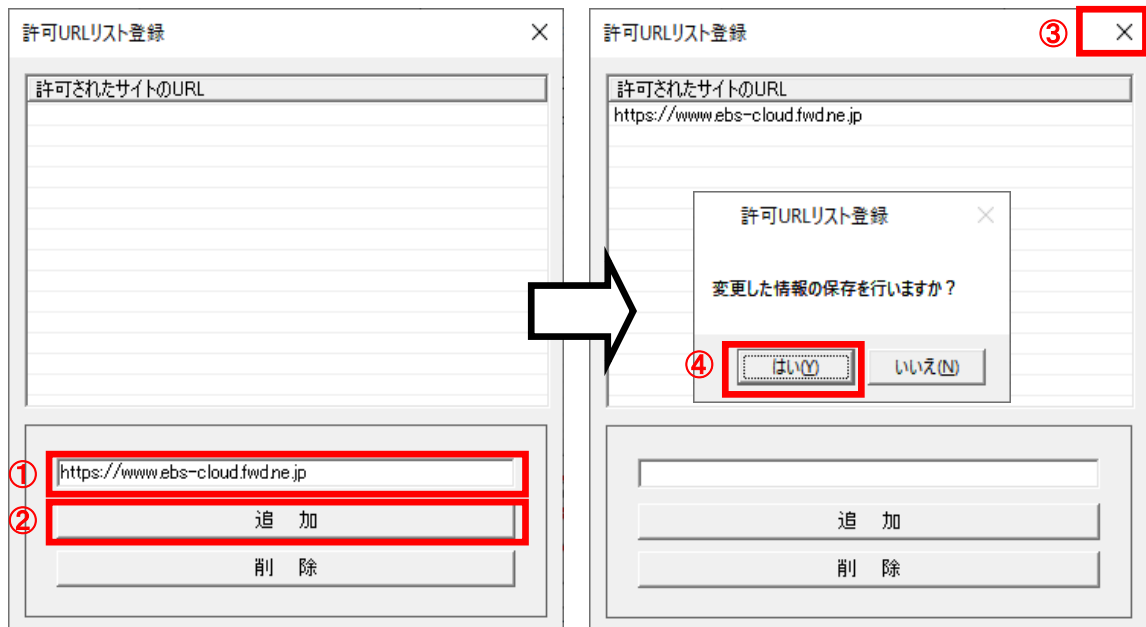 許可URLリスト登録
許可されたサイトのURL
① https://www.ebs-cloud.fwd.ne.jp
② 追 加
削 除
許可URLリスト登録 ③
許可されたサイトのURL
https://www.ebs-cloud.fwd.ne.jp
許可URLリスト登録
変更した情報の保存を行いますか？
④ はい(Y) いいえ(N)
追 加
削 除